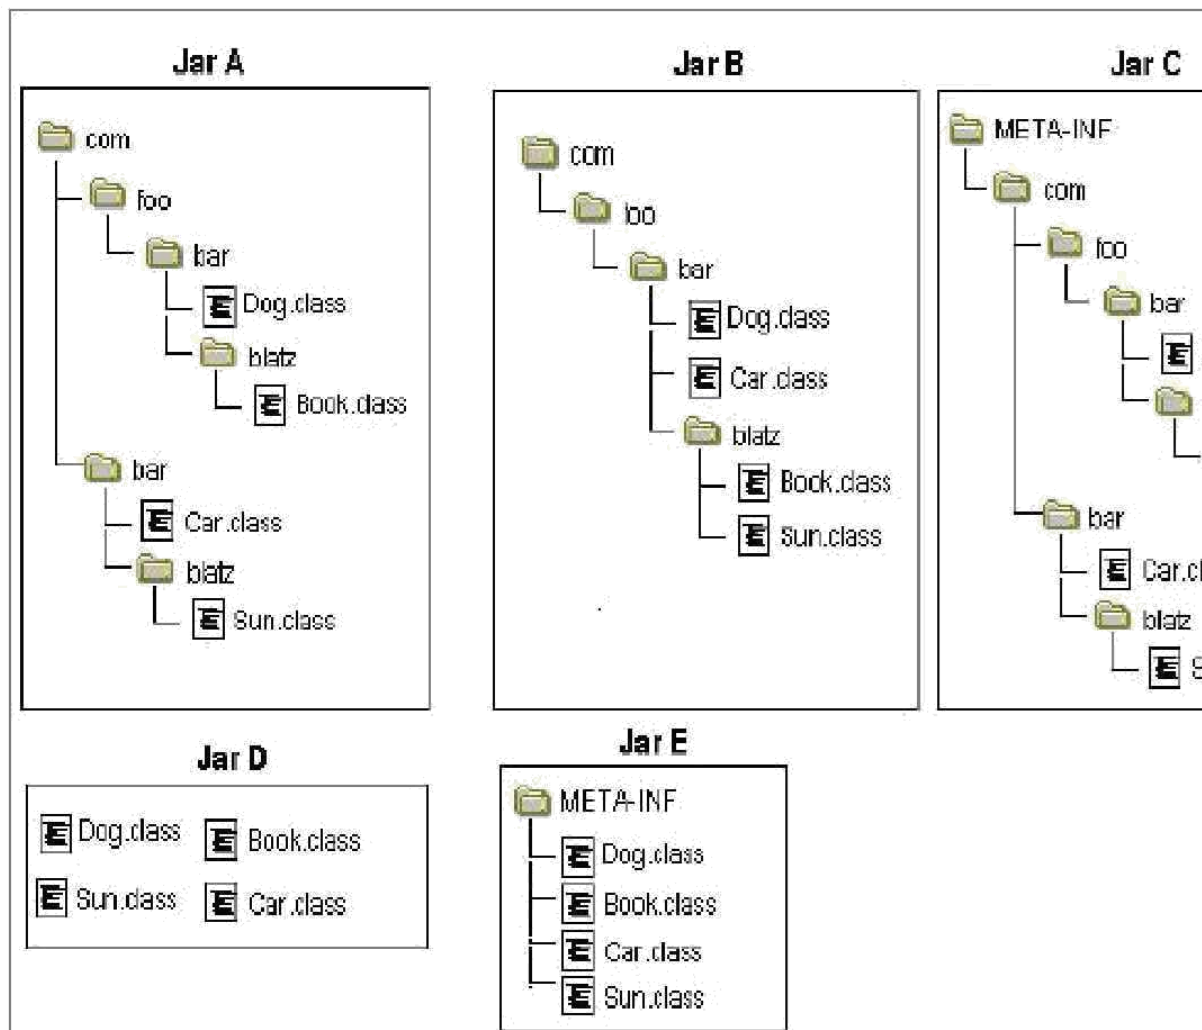 Jar A
com
foo
bar
Dog.class
blatz
Book.class
bar
Car.class
blatz
Sun.class
Jar B
com
foo
bar
Dog.class
Car.class
blatz
Book.class
Sun.class
Jar C
META-INF
com
foo
bar
bar
Car.cl
blatz
S
Jar D
Dog.class
Book.class
Sun.class
Car.class
Jar E
META-INF
Dog.class
Book.class
Car.class
Sun.class